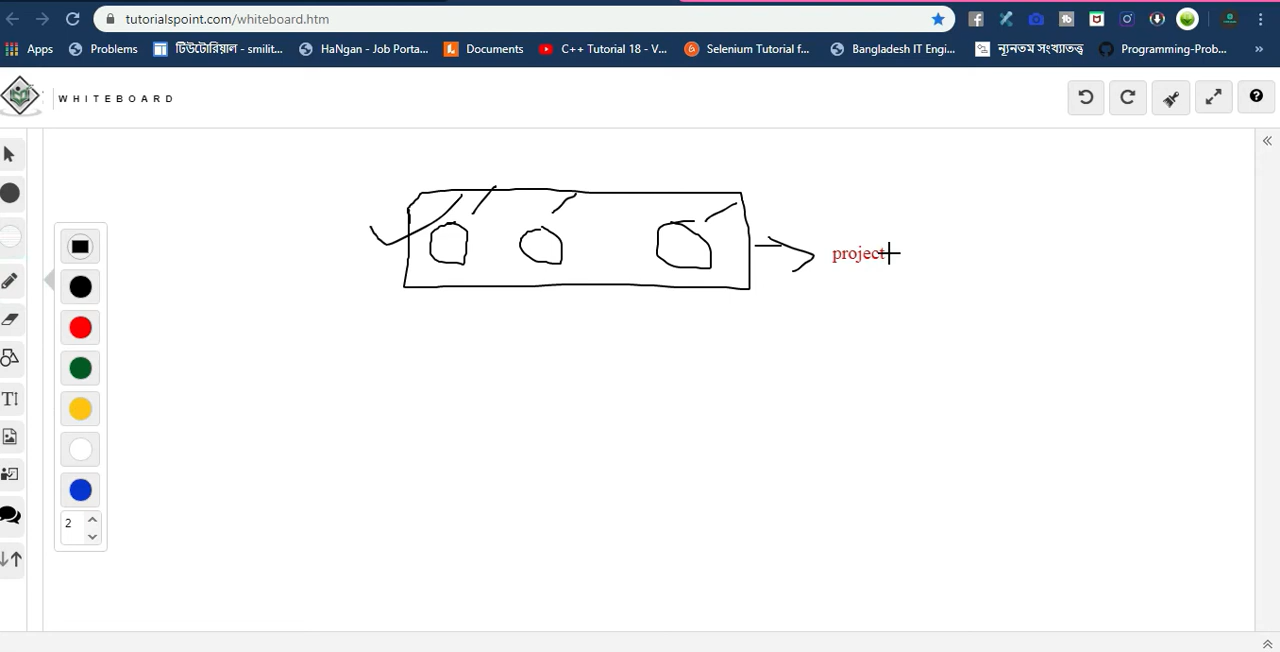 tutorialspoint.com/whiteboard.htm
Apps Problems টিউটোরিয়াল - smilit... HaNgan - Job Porta... Documents C++ Tutorial 18 - V... Selenium Tutorial f... Bangladesh IT Engi... ন্যূনতম সংখ্যাতত্ত্ব Programming-Prob... »
WHITEBOARD
project
2